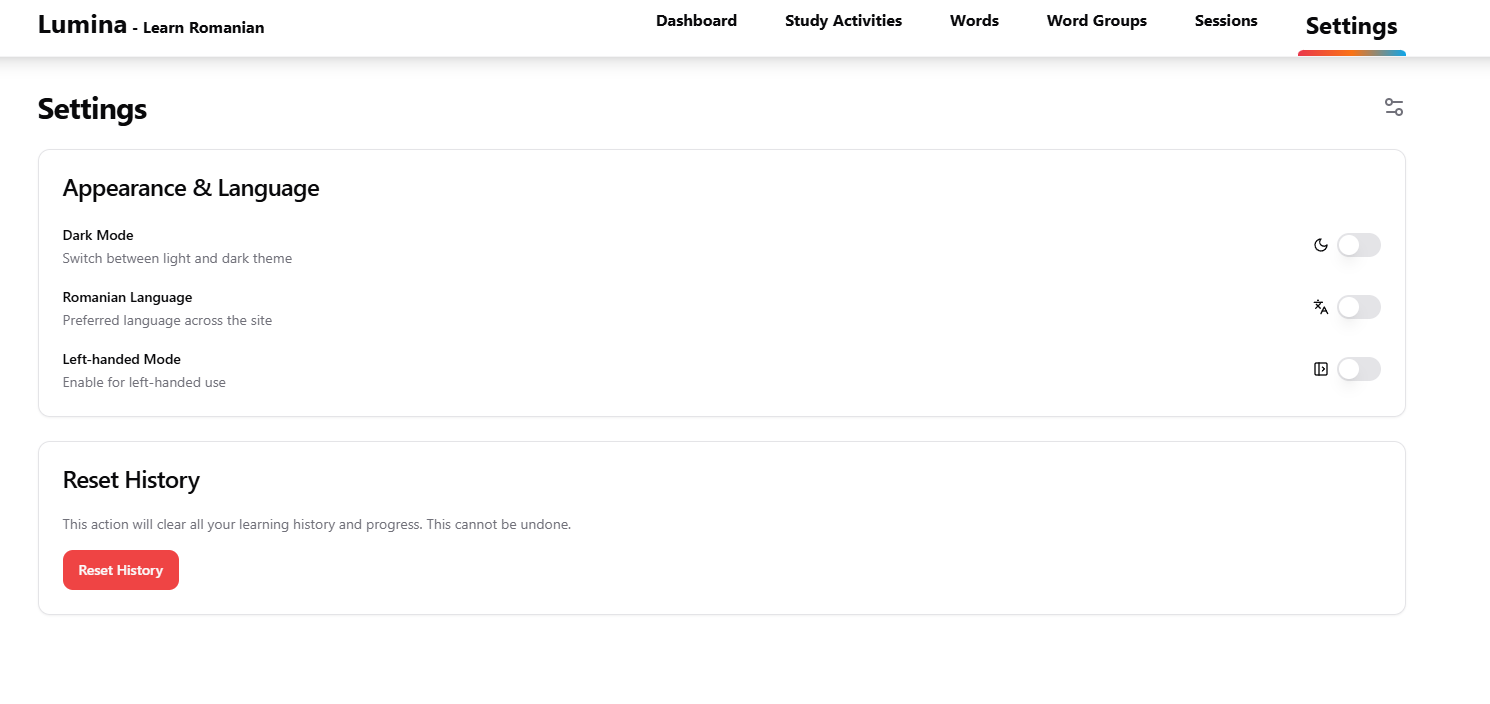 Lumina - Learn Romanian
Dashboard Study Activities Words Word Groups Sessions Settings
Settings
Appearance & Language
Dark Mode
Switch between light and dark theme
Romanian Language
Preferred language across the site
Left-handed Mode
Enable for left-handed use
Reset History
This action will clear all your learning history and progress. This cannot be undone.
Reset History